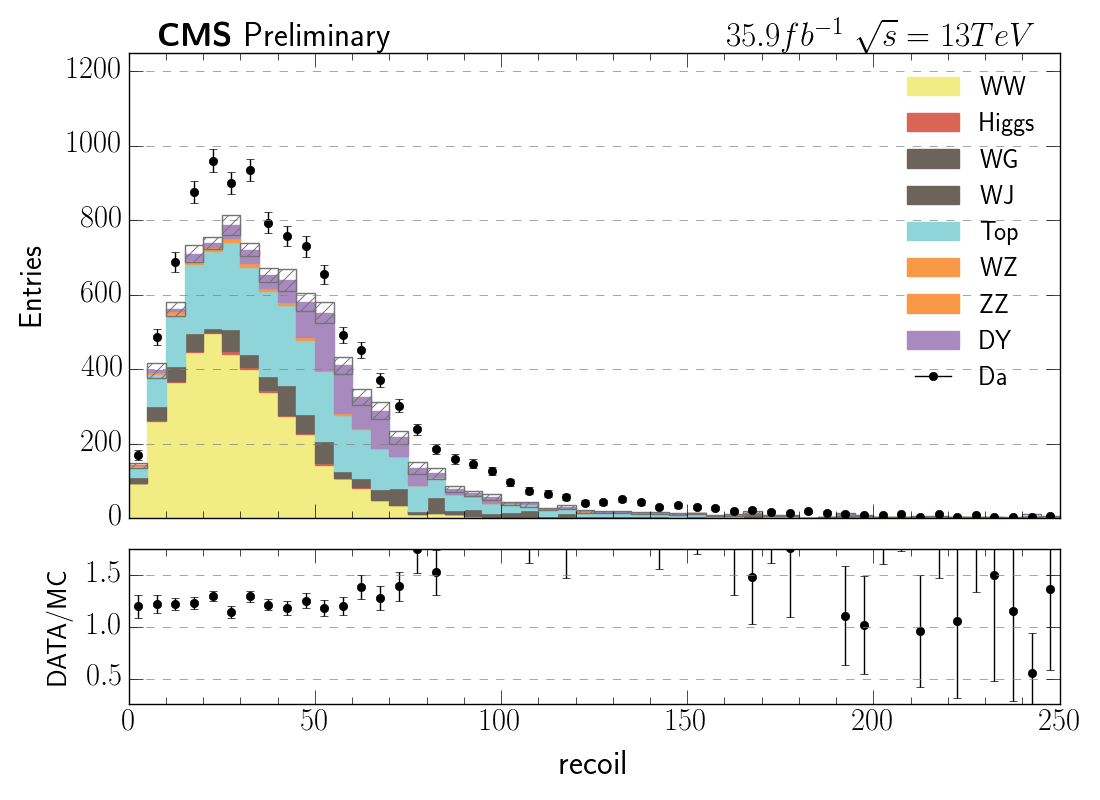 CMS Preliminary
35.9fb⁻¹ √s = 13TeV
1200
1000
800
600
400
200
0
Entries
WW
Higgs
WG
WJ
Top
WZ
ZZ
DY
Da
1.5
1.0
0.5
DATA/MC
0
50
100
150
200
250
recoil